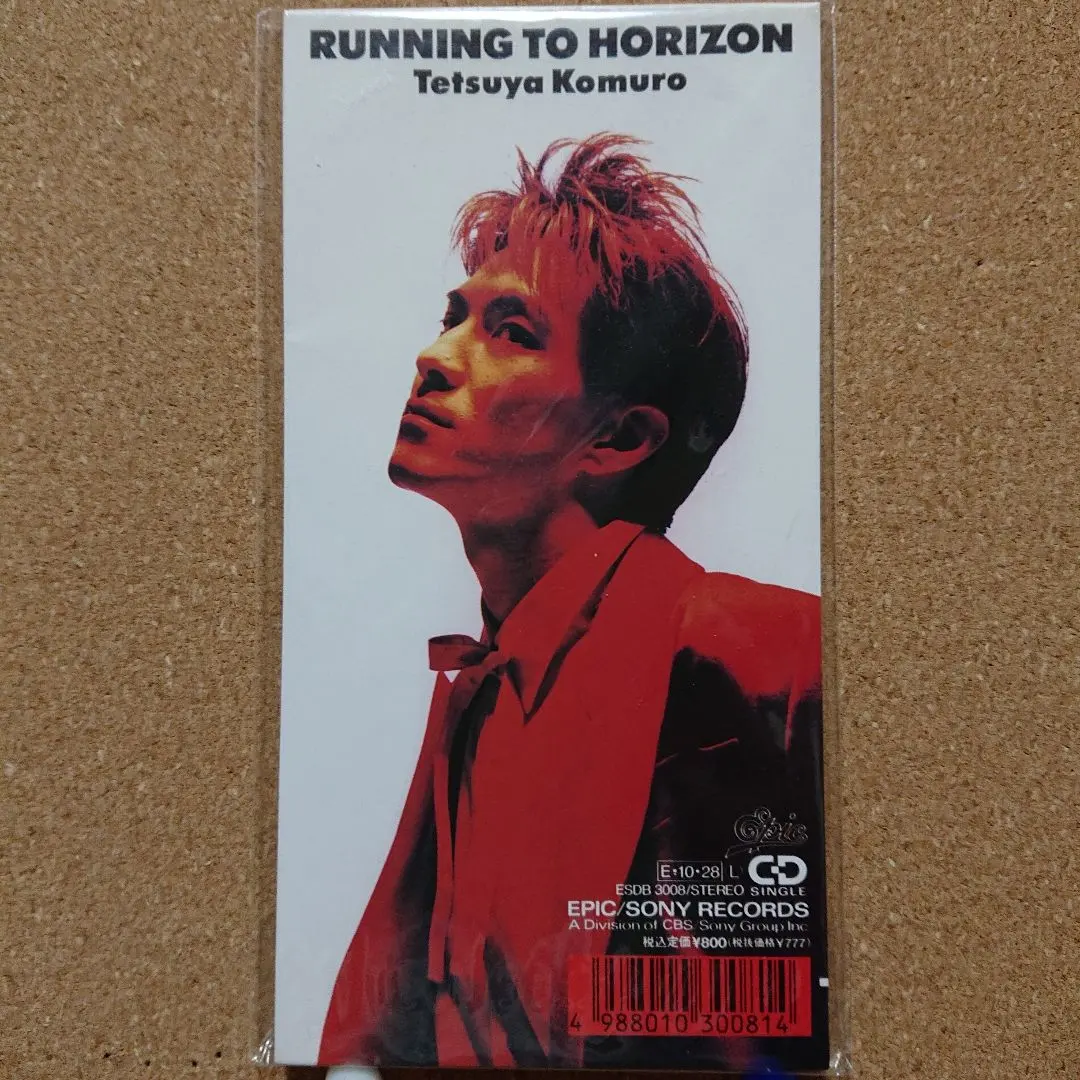 RUNNING TO HORIZON
Tetsuya Komuro
Epic
E•10•28 L CD
ESDB 3008/STEREO SINGLE
EPIC/SONY RECORDS
A Division of CBS/Sony Group Inc
税込定価¥800(税抜価格¥777)
4 988010 300814